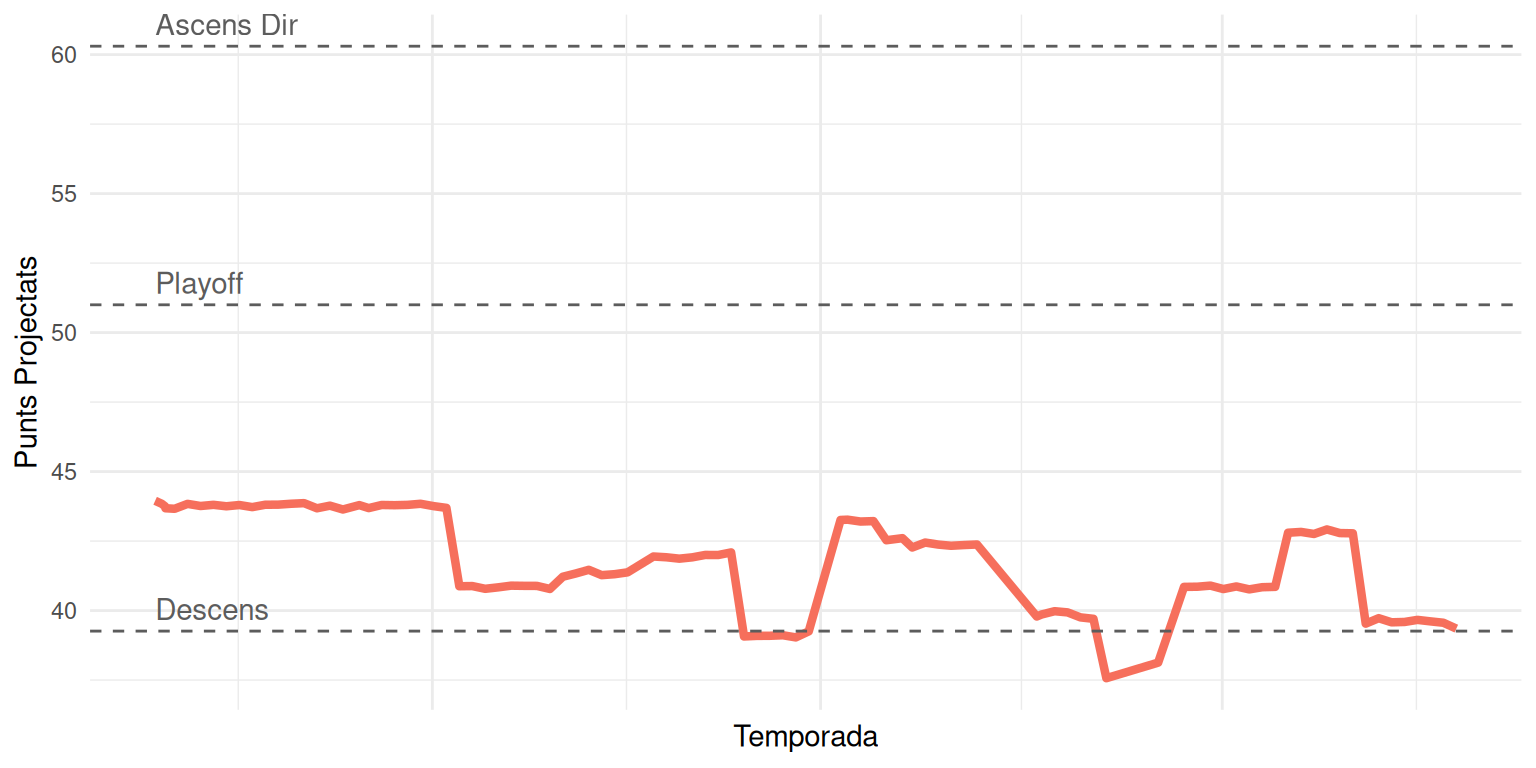 Ascens Dir
60
55
Playoff
50
45
Descens
40
Punts Projectats
Temporada